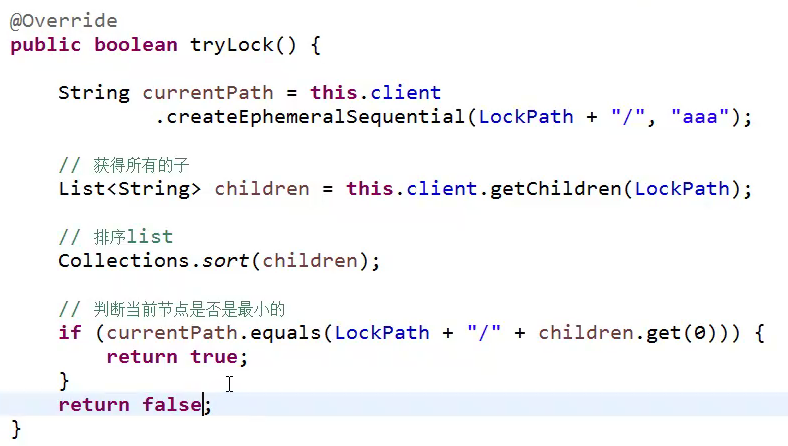 @Override
public boolean tryLock() {
String currentPath = this.client
.createEphemeralSequential(LockPath + "/", "aaa");
// 获得所有的子
List<String> children = this.client.getChildren(LockPath);
// 排序list
Collections.sort(children);
// 判断当前节点是否是最小的
if (currentPath.equals(LockPath + "/" + children.get(0))) {
return true;
}
return false;
}